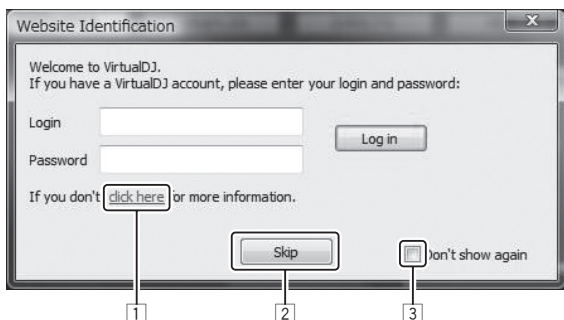 Website Identification
X
Welcome to VirtualDJ.
If you have a VirtualDJ account, please enter your login and password:
Login
Log in
Password
If you don't click here for more information.
Skip
Don't show again
1 2 3